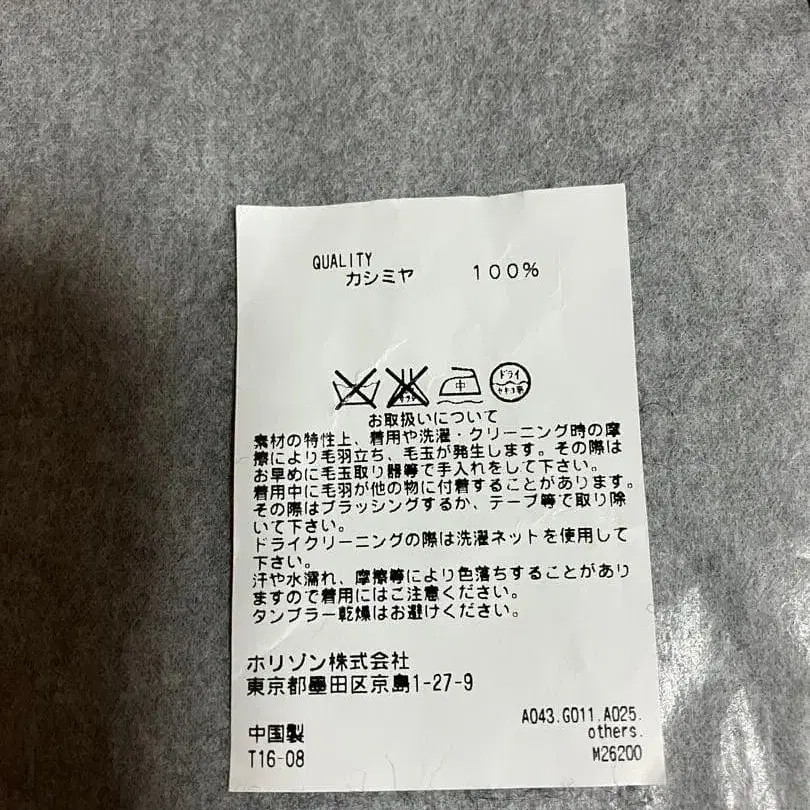 QUALITY
カシミヤ 100%
ドライ
お取扱いについて
素材の特性上、着用や洗濯・クリーニング時の摩
擦により毛羽立ち、毛玉が発生します。その際は
お早めに毛玉取り器等で手入れをして下さい。
着用中に毛羽が他の物に付着することがあります。
その際はブラッシングするか、テープ等で取り除
いて下さい。
ドライクリーニングの際は洗濯ネットを使用して
下さい。
汗や水濡れ、摩擦等により色落ちすることがあり
ますので着用にはご注意ください。
タンブラー乾燥はお避けください。
ホリゾン株式会社
東京都墨田区京島1-27-9
中国製
T16-08
A043.G011.A025.
others.
M26200
中